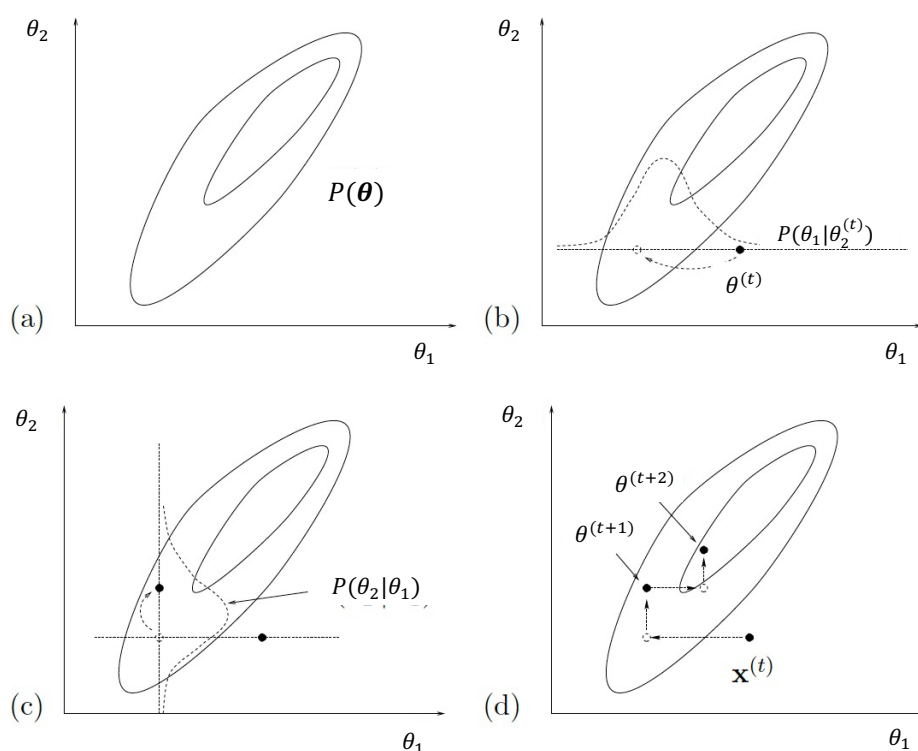 θ₂
P(θ)
(a)
θ₁
θ₂
P(θ₁|θ₂⁽ᵗ⁾)
θ⁽ᵗ⁾
(b)
θ₁
θ₂
P(θ₂|θ₁)
(c)
θ₁
θ₂
θ⁽ᵗ⁺²⁾
θ⁽ᵗ⁺¹⁾
x⁽ᵗ⁾
(d)
θ₁